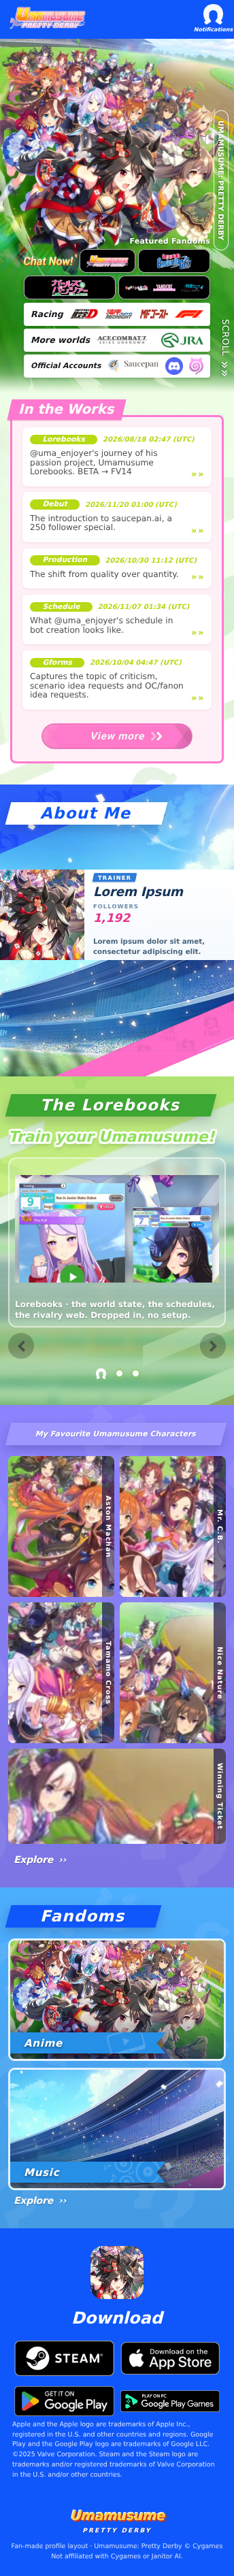 Umamusume
PRETTY DERBY
Notifications
UMAMUSUME: PRETTY DERBY
Featured Fandoms
Chat Now!
Umamusume
Racing
F1
More worlds
ACE COMBAT 7
SKIES UNKNOWN
JRA
Official Accounts
Saucepan
SCROLL
In the Works
Lorebooks
2026/08/18 02:47 (UTC)
@uma_enjoyer's journey of his
passion project, Umamusume
Lorebooks. BETA → FV14
Debut
2026/11/20 01:00 (UTC)
The introduction to saucepan.ai, a
250 follower special.
Production
2026/10/30 11:12 (UTC)
The shift from quality over quantity.
Schedule
2026/11/07 01:34 (UTC)
What @uma_enjoyer's schedule in
bot creation looks like.
Gforms
2026/10/04 04:47 (UTC)
Captures the topic of criticism,
scenario idea requests and OC/fanon
idea requests.
View more
About Me
TRAINER
Lorem Ipsum
FOLLOWERS
1,192
Lorem ipsum dolor sit amet,
consectetur adipiscing elit.
The Lorebooks
Train your Umamusume!
Lorebooks · the world state, the schedules,
the rivalry web. Dropped in, no setup.
My Favourite Umamusume Characters
Aston Machan
Mr. C.B.
Tamamo Cross
Nice Nature
Winning Ticket
Explore ››
Fandoms
Anime
Music
Explore ››
Download
STEAM®
Download on the
App Store
GET IT ON
Google Play
PLAY ON PC
Google Play Games
Apple and the Apple logo are trademarks of Apple Inc.,
registered in the U.S. and other countries and regions. Google
Play and the Google Play logo are trademarks of Google LLC.
©2025 Valve Corporation. Steam and the Steam logo are
trademarks and/or registered trademarks of Valve Corporation
in the U.S. and/or other countries.
Umamusume
PRETTY DERBY
Fan-made profile layout · Umamusume: Pretty Derby © Cygames
Not affiliated with Cygames or Janitor AI.